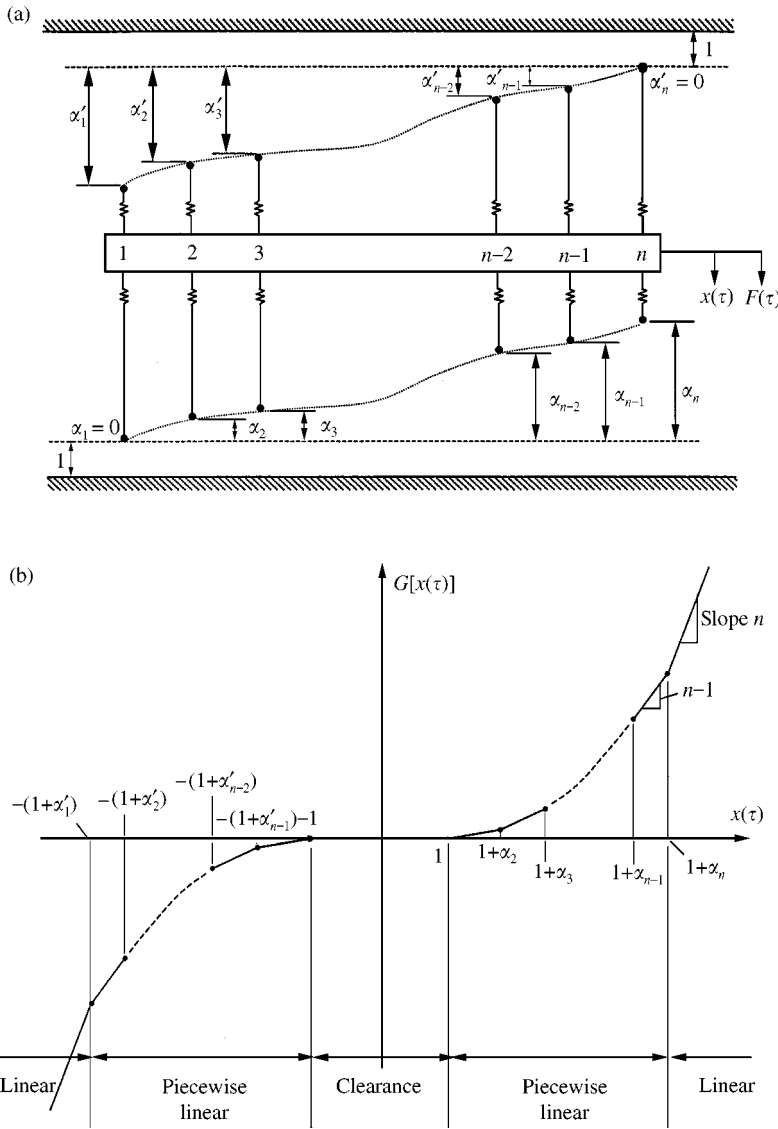 (a)
1
α′ₙ₋₂
α′ₙ₋₁
α′ₙ = 0
α′₁
α′₂
α′₃
1
2
3
n−2
n−1
n
x(τ)
F(τ)
α₁ = 0
α₂
α₃
αₙ₋₂
αₙ₋₁
αₙ
1
(b)
G[x(τ)]
Slope n
n−1
−(1+α′₁)
−(1+α′₂)
−(1+α′ₙ₋₂)
−(1+α′ₙ₋₁)
−1
x(τ)
1
1+α₂
1+α₃
1+αₙ₋₁
1+αₙ
Linear
Piecewise
linear
Clearance
Piecewise
linear
Linear